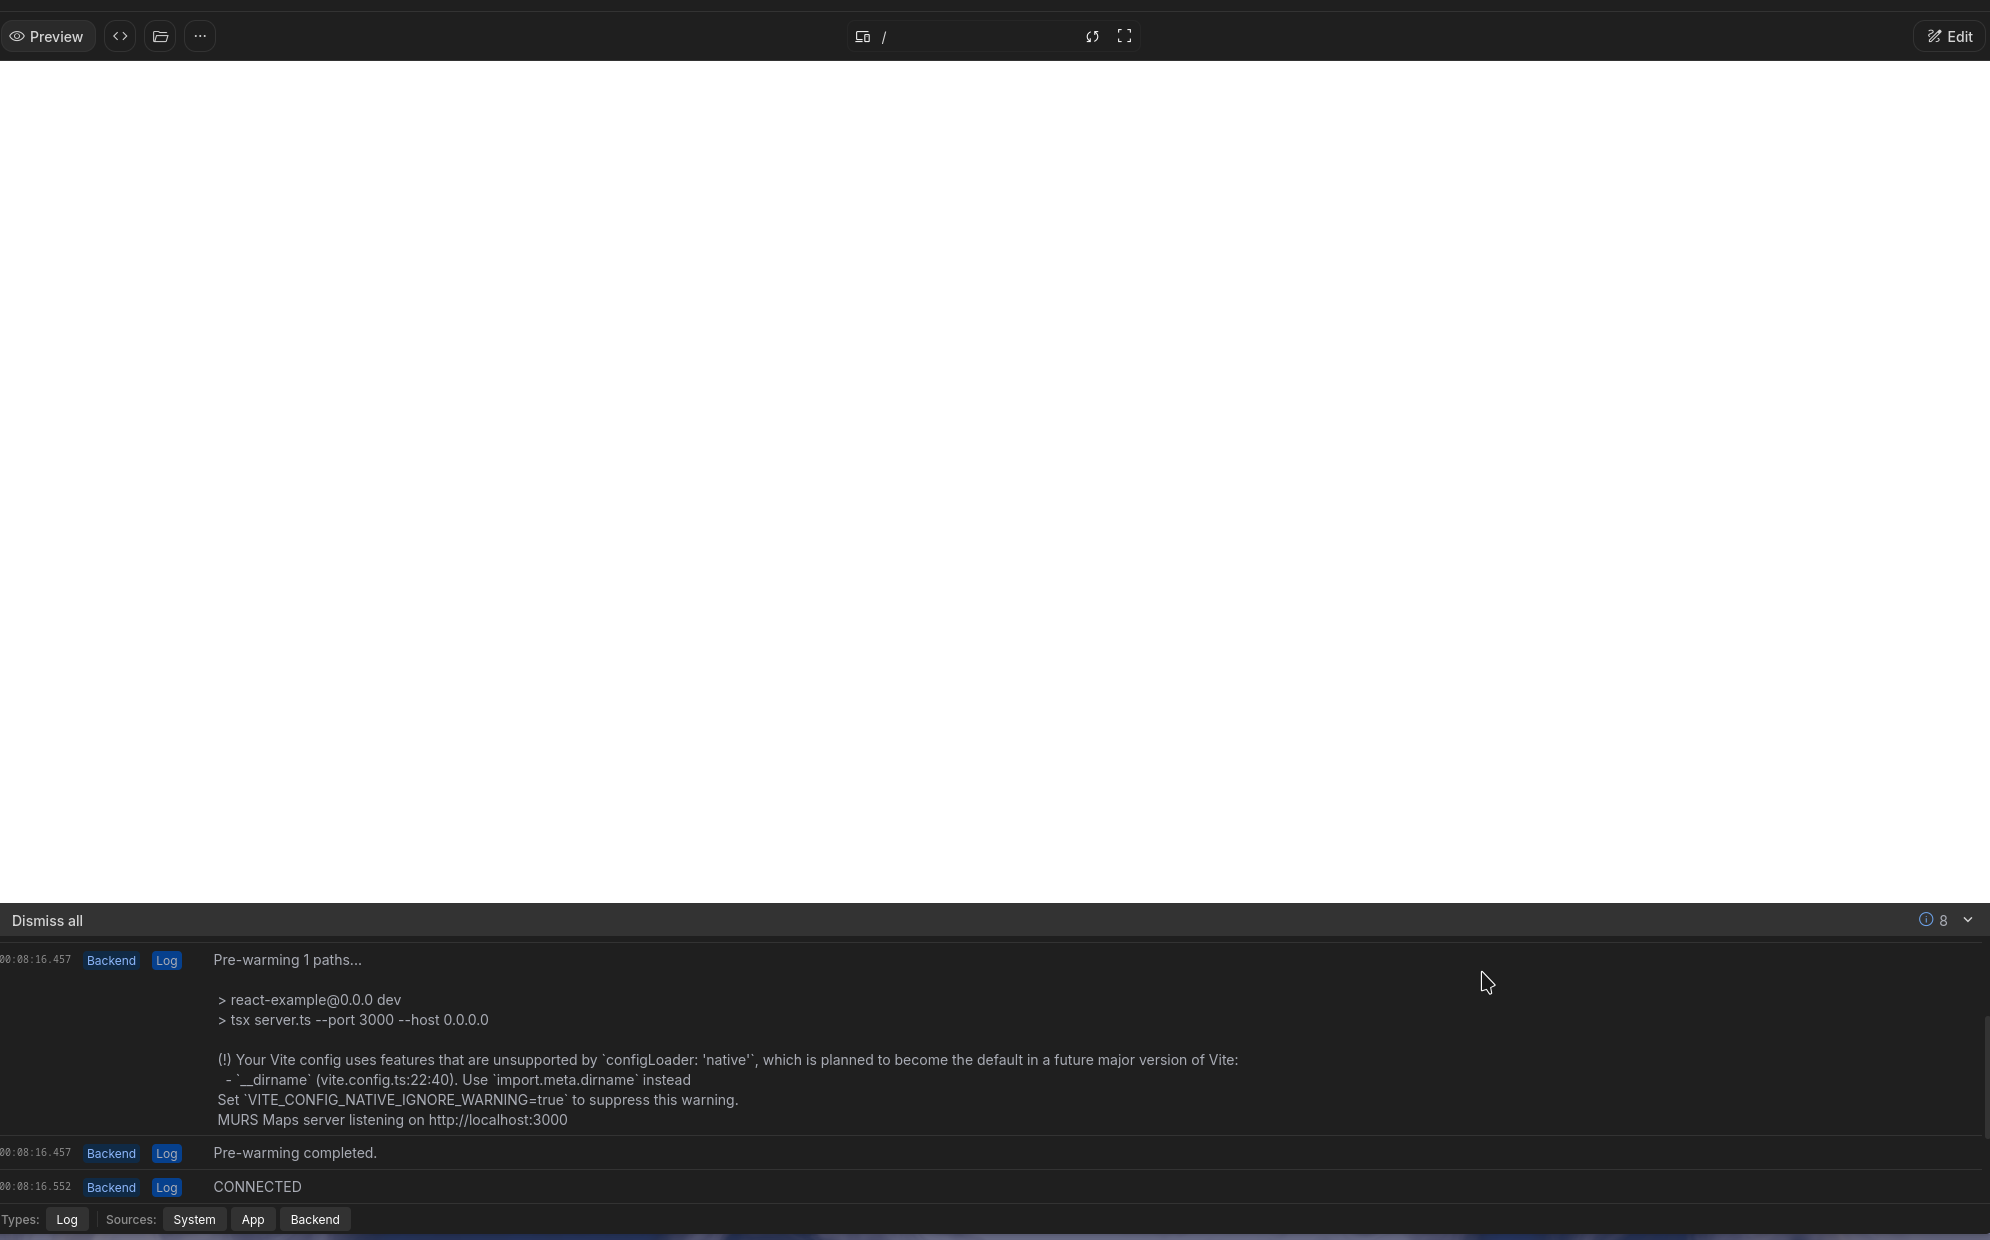 Preview
/
Edit
Dismiss all
8
00:08:16.457 Backend Log Pre-warming 1 paths...
> react-example@0.0.0 dev
> tsx server.ts --port 3000 --host 0.0.0.0
(!) Your Vite config uses features that are unsupported by `configLoader: 'native'`, which is planned to become the default in a future major version of Vite:
- `__dirname` (vite.config.ts:22:40). Use `import.meta.dirname` instead
Set `VITE_CONFIG_NATIVE_IGNORE_WARNING=true` to suppress this warning.
MURS Maps server listening on http://localhost:3000
00:08:16.457 Backend Log Pre-warming completed.
00:08:16.552 Backend Log CONNECTED
Types: Log Sources: System App Backend